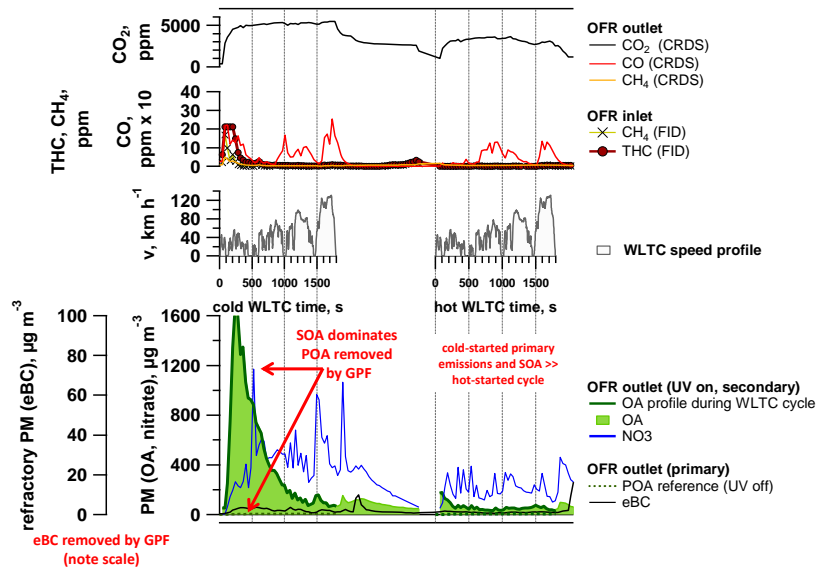 5000
0
CO2,
ppm
OFR outlet
CO2 (CRDS)
CO (CRDS)
CH4 (CRDS)
THC, CH4,
ppm
CO,
ppm x 10
40
30
20
10
0
OFR inlet
CH4 (FID)
THC (FID)
v, km h-1
120
80
40
0
WLTC speed profile
0 500 1000 1500 0 500 1000 1500
cold WLTC time, s hot WLTC time, s
refractory PM (eBC), µg m-3
100
80
60
40
20
0
PM (OA, nitrate), µg m-3
1600
1200
800
400
0
SOA dominates
POA removed
by GPF
cold-started primary
emissions and SOA >>
hot-started cycle
OFR outlet (UV on, secondary)
OA profile during WLTC cycle
OA
NO3
OFR outlet (primary)
POA reference (UV off)
eBC
eBC removed by GPF
(note scale)